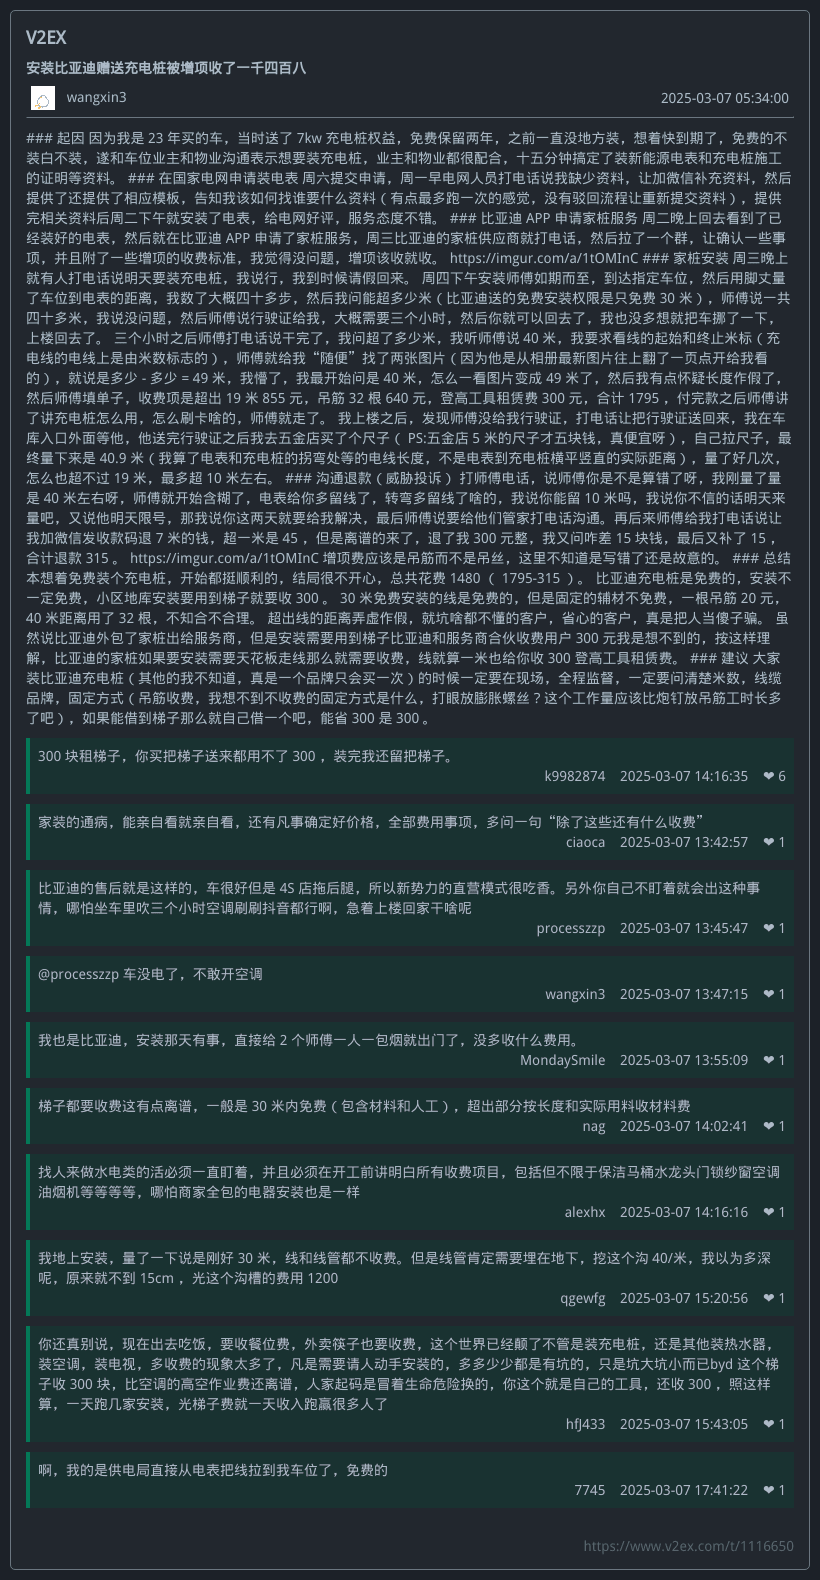 V2EX
安装比亚迪赠送充电桩被增项收了一千四百八
wangxin3 2025-03-07 05:34:00
### 起因 因为我是 23 年买的车，当时送了 7kw 充电桩权益，免费保留两年，之前一直没地方装，想着快到期了，免费的不
装白不装，遂和车位业主和物业沟通表示想要装充电桩，业主和物业都很配合，十五分钟搞定了装新能源电表和充电桩施工
的证明等资料。 ### 在国家电网申请装电表 周六提交申请，周一早电网人员打电话说我缺少资料，让加微信补充资料，然后
提供了还提供了相应模板，告知我该如何找谁要什么资料（有点最多跑一次的感觉，没有驳回流程让重新提交资料），提供
完相关资料后周二下午就安装了电表，给电网好评，服务态度不错。 ### 比亚迪 APP 申请家桩服务 周二晚上回去看到了已
经装好的电表，然后就在比亚迪 APP 申请了家桩服务，周三比亚迪的家桩供应商就打电话，然后拉了一个群，让确认一些事
项，并且附了一些增项的收费标准，我觉得没问题，增项该收就收。 https://imgur.com/a/1tOMInC ### 家桩安装 周三晚上
就有人打电话说明天要装充电桩，我说行，我到时候请假回来。 周四下午安装师傅如期而至，到达指定车位，然后用脚丈量
了车位到电表的距离，我数了大概四十多步，然后我问能超多少米（比亚迪送的免费安装权限是只免费 30 米），师傅说一共
四十多米，我说没问题，然后师傅说行驶证给我，大概需要三个小时，然后你就可以回去了，我也没多想就把车挪了一下，
上楼回去了。 三个小时之后师傅打电话说干完了，我问超了多少米，我听师傅说 40 米，我要求看线的起始和终止米标（充
电线的电线上是由米数标志的），师傅就给我“随便”找了两张图片（因为他是从相册最新图片往上翻了一页点开给我看
的），就说是多少 - 多少 = 49 米，我懵了，我最开始问是 40 米，怎么一看图片变成 49 米了，然后我有点怀疑长度作假了，
然后师傅填单子，收费项是超出 19 米 855 元，吊筋 32 根 640 元，登高工具租赁费 300 元，合计 1795 ，付完款之后师傅讲
了讲充电桩怎么用，怎么刷卡啥的，师傅就走了。 我上楼之后，发现师傅没给我行驶证，打电话让把行驶证送回来，我在车
库入口外面等他，他送完行驶证之后我去五金店买了个尺子（ PS:五金店 5 米的尺子才五块钱，真便宜呀），自己拉尺子，最
终量下来是 40.9 米（我算了电表和充电桩的拐弯处等的电线长度，不是电表到充电桩横平竖直的实际距离），量了好几次，
怎么也超不过 19 米，最多超 10 米左右。 ### 沟通退款（威胁投诉） 打师傅电话，说师傅你是不是算错了呀，我刚量了量
是 40 米左右呀，师傅就开始含糊了，电表给你多留线了，转弯多留线了啥的，我说你能留 10 米吗，我说你不信的话明天来
量吧，又说他明天限号，那我说你这两天就要给我解决，最后师傅说要给他们管家打电话沟通。再后来师傅给我打电话说让
我加微信发收款码退 7 米的钱，超一米是 45 ，但是离谱的来了，退了我 300 元整，我又问咋差 15 块钱，最后又补了 15 ，
合计退款 315 。 https://imgur.com/a/1tOMInC 增项费应该是吊筋而不是吊丝，这里不知道是写错了还是故意的。 ### 总结
本想着免费装个充电桩，开始都挺顺利的，结局很不开心，总共花费 1480 （ 1795-315 ）。 比亚迪充电桩是免费的，安装不
一定免费，小区地库安装要用到梯子就要收 300 。 30 米免费安装的线是免费的，但是固定的辅材不免费，一根吊筋 20 元，
40 米距离用了 32 根，不知合不合理。 超出线的距离弄虚作假，就坑啥都不懂的客户，省心的客户，真是把人当傻子骗。 虽
然说比亚迪外包了家桩出给服务商，但是安装需要用到梯子比亚迪和服务商合伙收费用户 300 元我是想不到的，按这样理
解，比亚迪的家桩如果要安装需要天花板走线那么就需要收费，线就算一米也给你收 300 登高工具租赁费。 ### 建议 大家
装比亚迪充电桩（其他的我不知道，真是一个品牌只会买一次）的时候一定要在现场，全程监督，一定要问清楚米数，线缆
品牌，固定方式（吊筋收费，我想不到不收费的固定方式是什么，打眼放膨胀螺丝？这个工作量应该比炮钉放吊筋工时长多
了吧），如果能借到梯子那么就自己借一个吧，能省 300 是 300 。
300 块租梯子，你买把梯子送来都用不了 300 ，装完我还留把梯子。
k9982874 2025-03-07 14:16:35 ❤ 6
家装的通病，能亲自看就亲自看，还有凡事确定好价格，全部费用事项，多问一句“除了这些还有什么收费”
ciaoca 2025-03-07 13:42:57 ❤ 1
比亚迪的售后就是这样的，车很好但是 4S 店拖后腿，所以新势力的直营模式很吃香。另外你自己不盯着就会出这种事
情，哪怕坐车里吹三个小时空调刷刷抖音都行啊，急着上楼回家干啥呢
processzzp 2025-03-07 13:45:47 ❤ 1
@processzzp 车没电了，不敢开空调
wangxin3 2025-03-07 13:47:15 ❤ 1
我也是比亚迪，安装那天有事，直接给 2 个师傅一人一包烟就出门了，没多收什么费用。
MondaySmile 2025-03-07 13:55:09 ❤ 1
梯子都要收费这有点离谱，一般是 30 米内免费（包含材料和人工），超出部分按长度和实际用料收材料费
nag 2025-03-07 14:02:41 ❤ 1
找人来做水电类的活必须一直盯着，并且必须在开工前讲明白所有收费项目，包括但不限于保洁马桶水龙头门锁纱窗空调
油烟机等等等等，哪怕商家全包的电器安装也是一样
alexhx 2025-03-07 14:16:16 ❤ 1
我地上安装，量了一下说是刚好 30 米，线和线管都不收费。但是线管肯定需要埋在地下，挖这个沟 40/米，我以为多深
呢，原来就不到 15cm ，光这个沟槽的费用 1200
qgewfg 2025-03-07 15:20:56 ❤ 1
你还真别说，现在出去吃饭，要收餐位费，外卖筷子也要收费，这个世界已经颠了不管是装充电桩，还是其他装热水器，
装空调，装电视，多收费的现象太多了，凡是需要请人动手安装的，多多少少都是有坑的，只是坑大坑小而已byd 这个梯
子收 300 块，比空调的高空作业费还离谱，人家起码是冒着生命危险换的，你这个就是自己的工具，还收 300 ，照这样
算，一天跑几家安装，光梯子费就一天收入跑赢很多人了
hfJ433 2025-03-07 15:43:05 ❤ 1
啊，我的是供电局直接从电表把线拉到我车位了，免费的
7745 2025-03-07 17:41:22 ❤ 1
https://www.v2ex.com/t/1116650